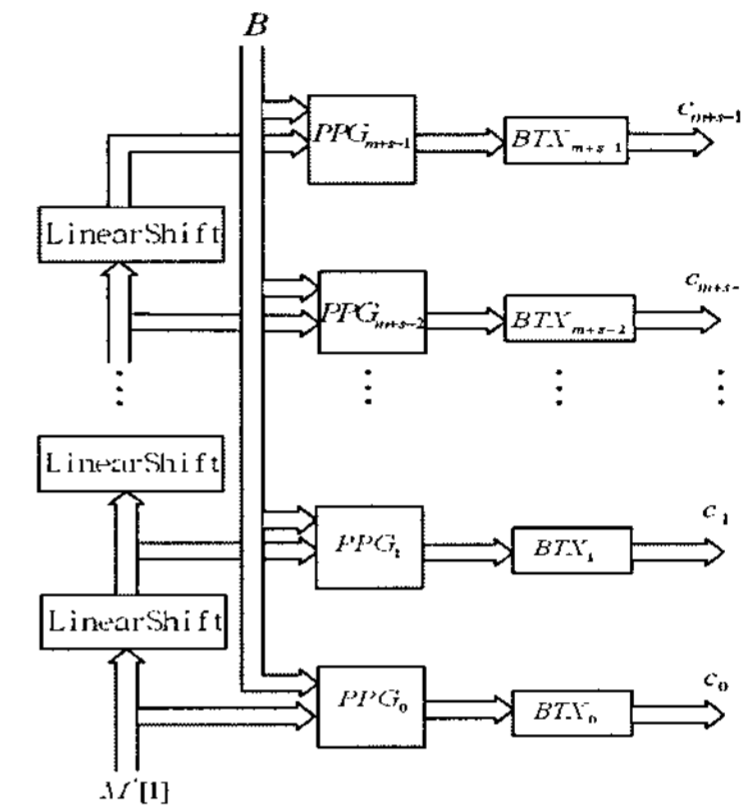 B
PPG_{m+s-1} BTX_{m+s-1} c_{m+s-1}
LinearShift
PPG_{m+s-2} BTX_{m+s-2} c_{m+s-}
LinearShift
PPG_1 BTX_1 c_1
LinearShift
PPG_0 BTX_0 c_0
M'[1]